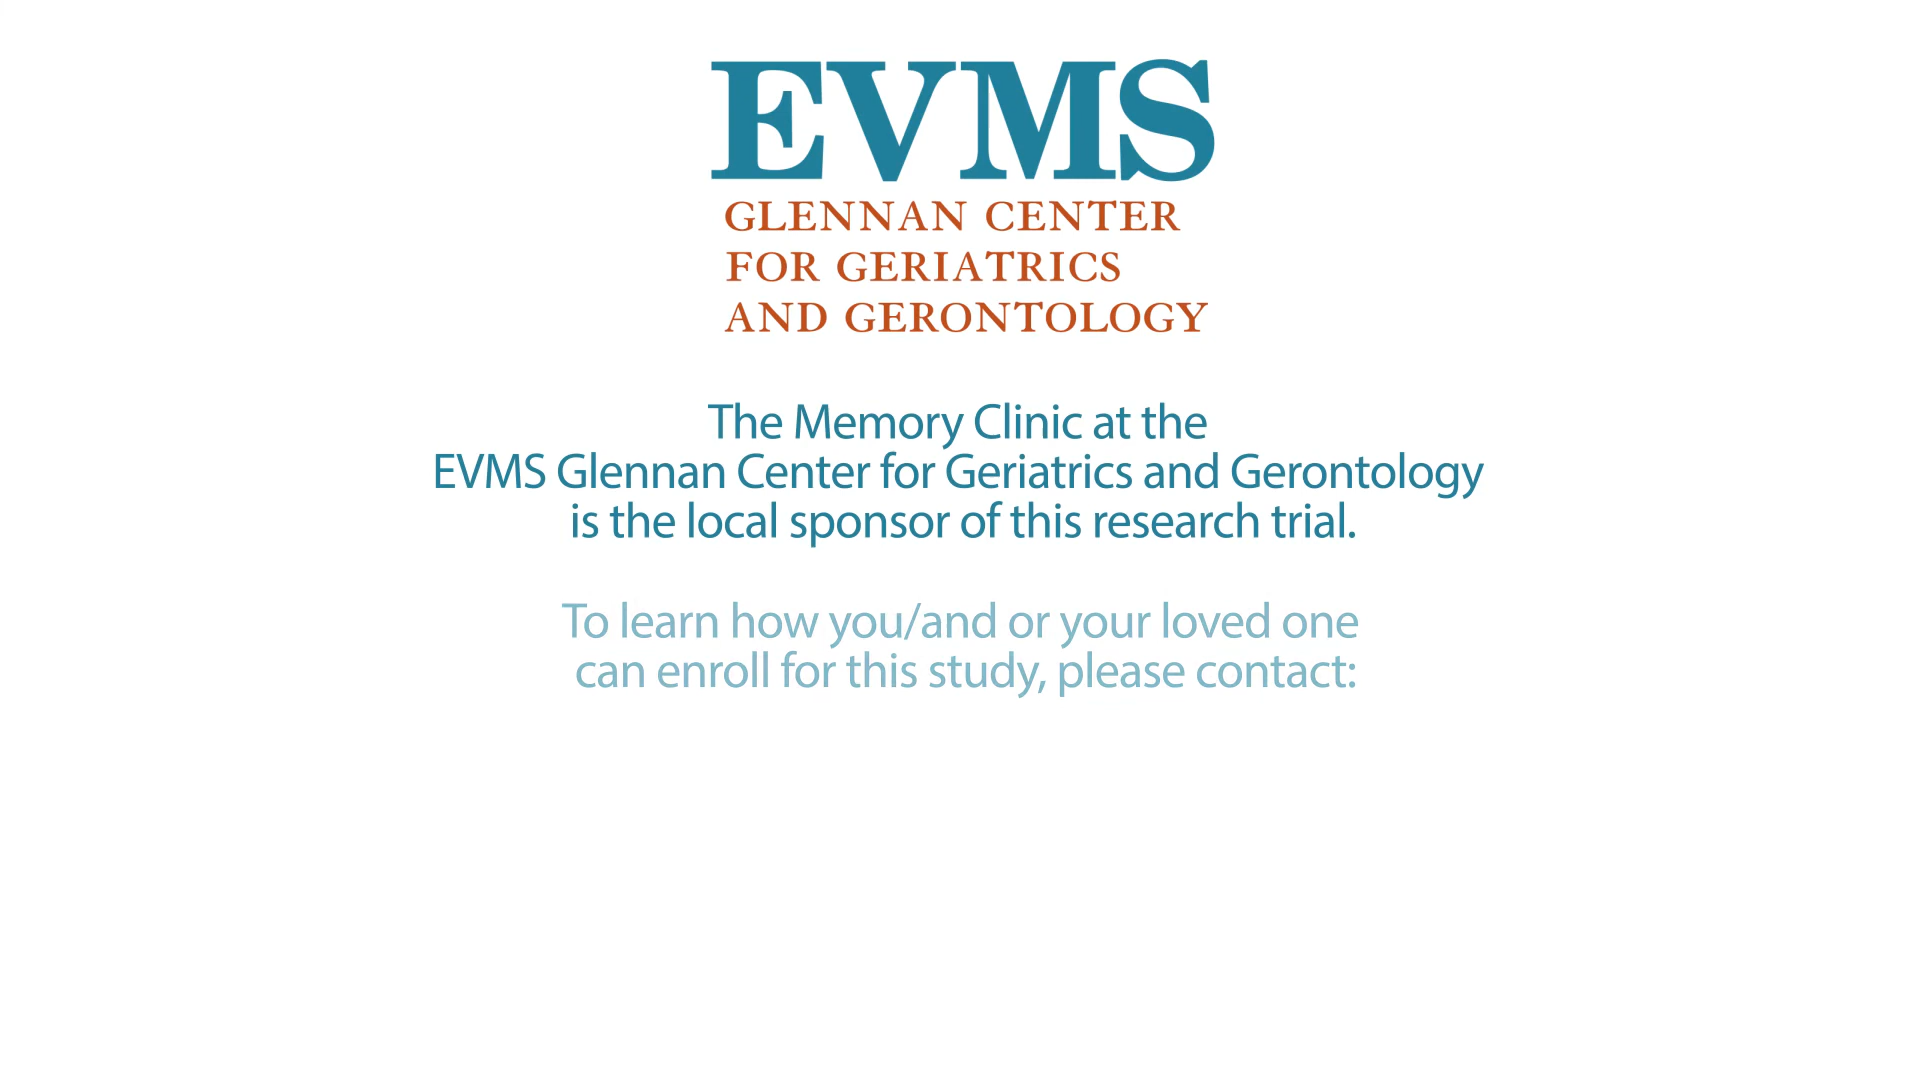 EVMS
GLENNAN CENTER
FOR GERIATRICS
AND GERONTOLOGY
The Memory Clinic at the
EVMS Glennan Center for Geriatrics and Gerontology
is the local sponsor of this research trial.
To learn how you/and or your loved one
can enroll for this study, please contact: